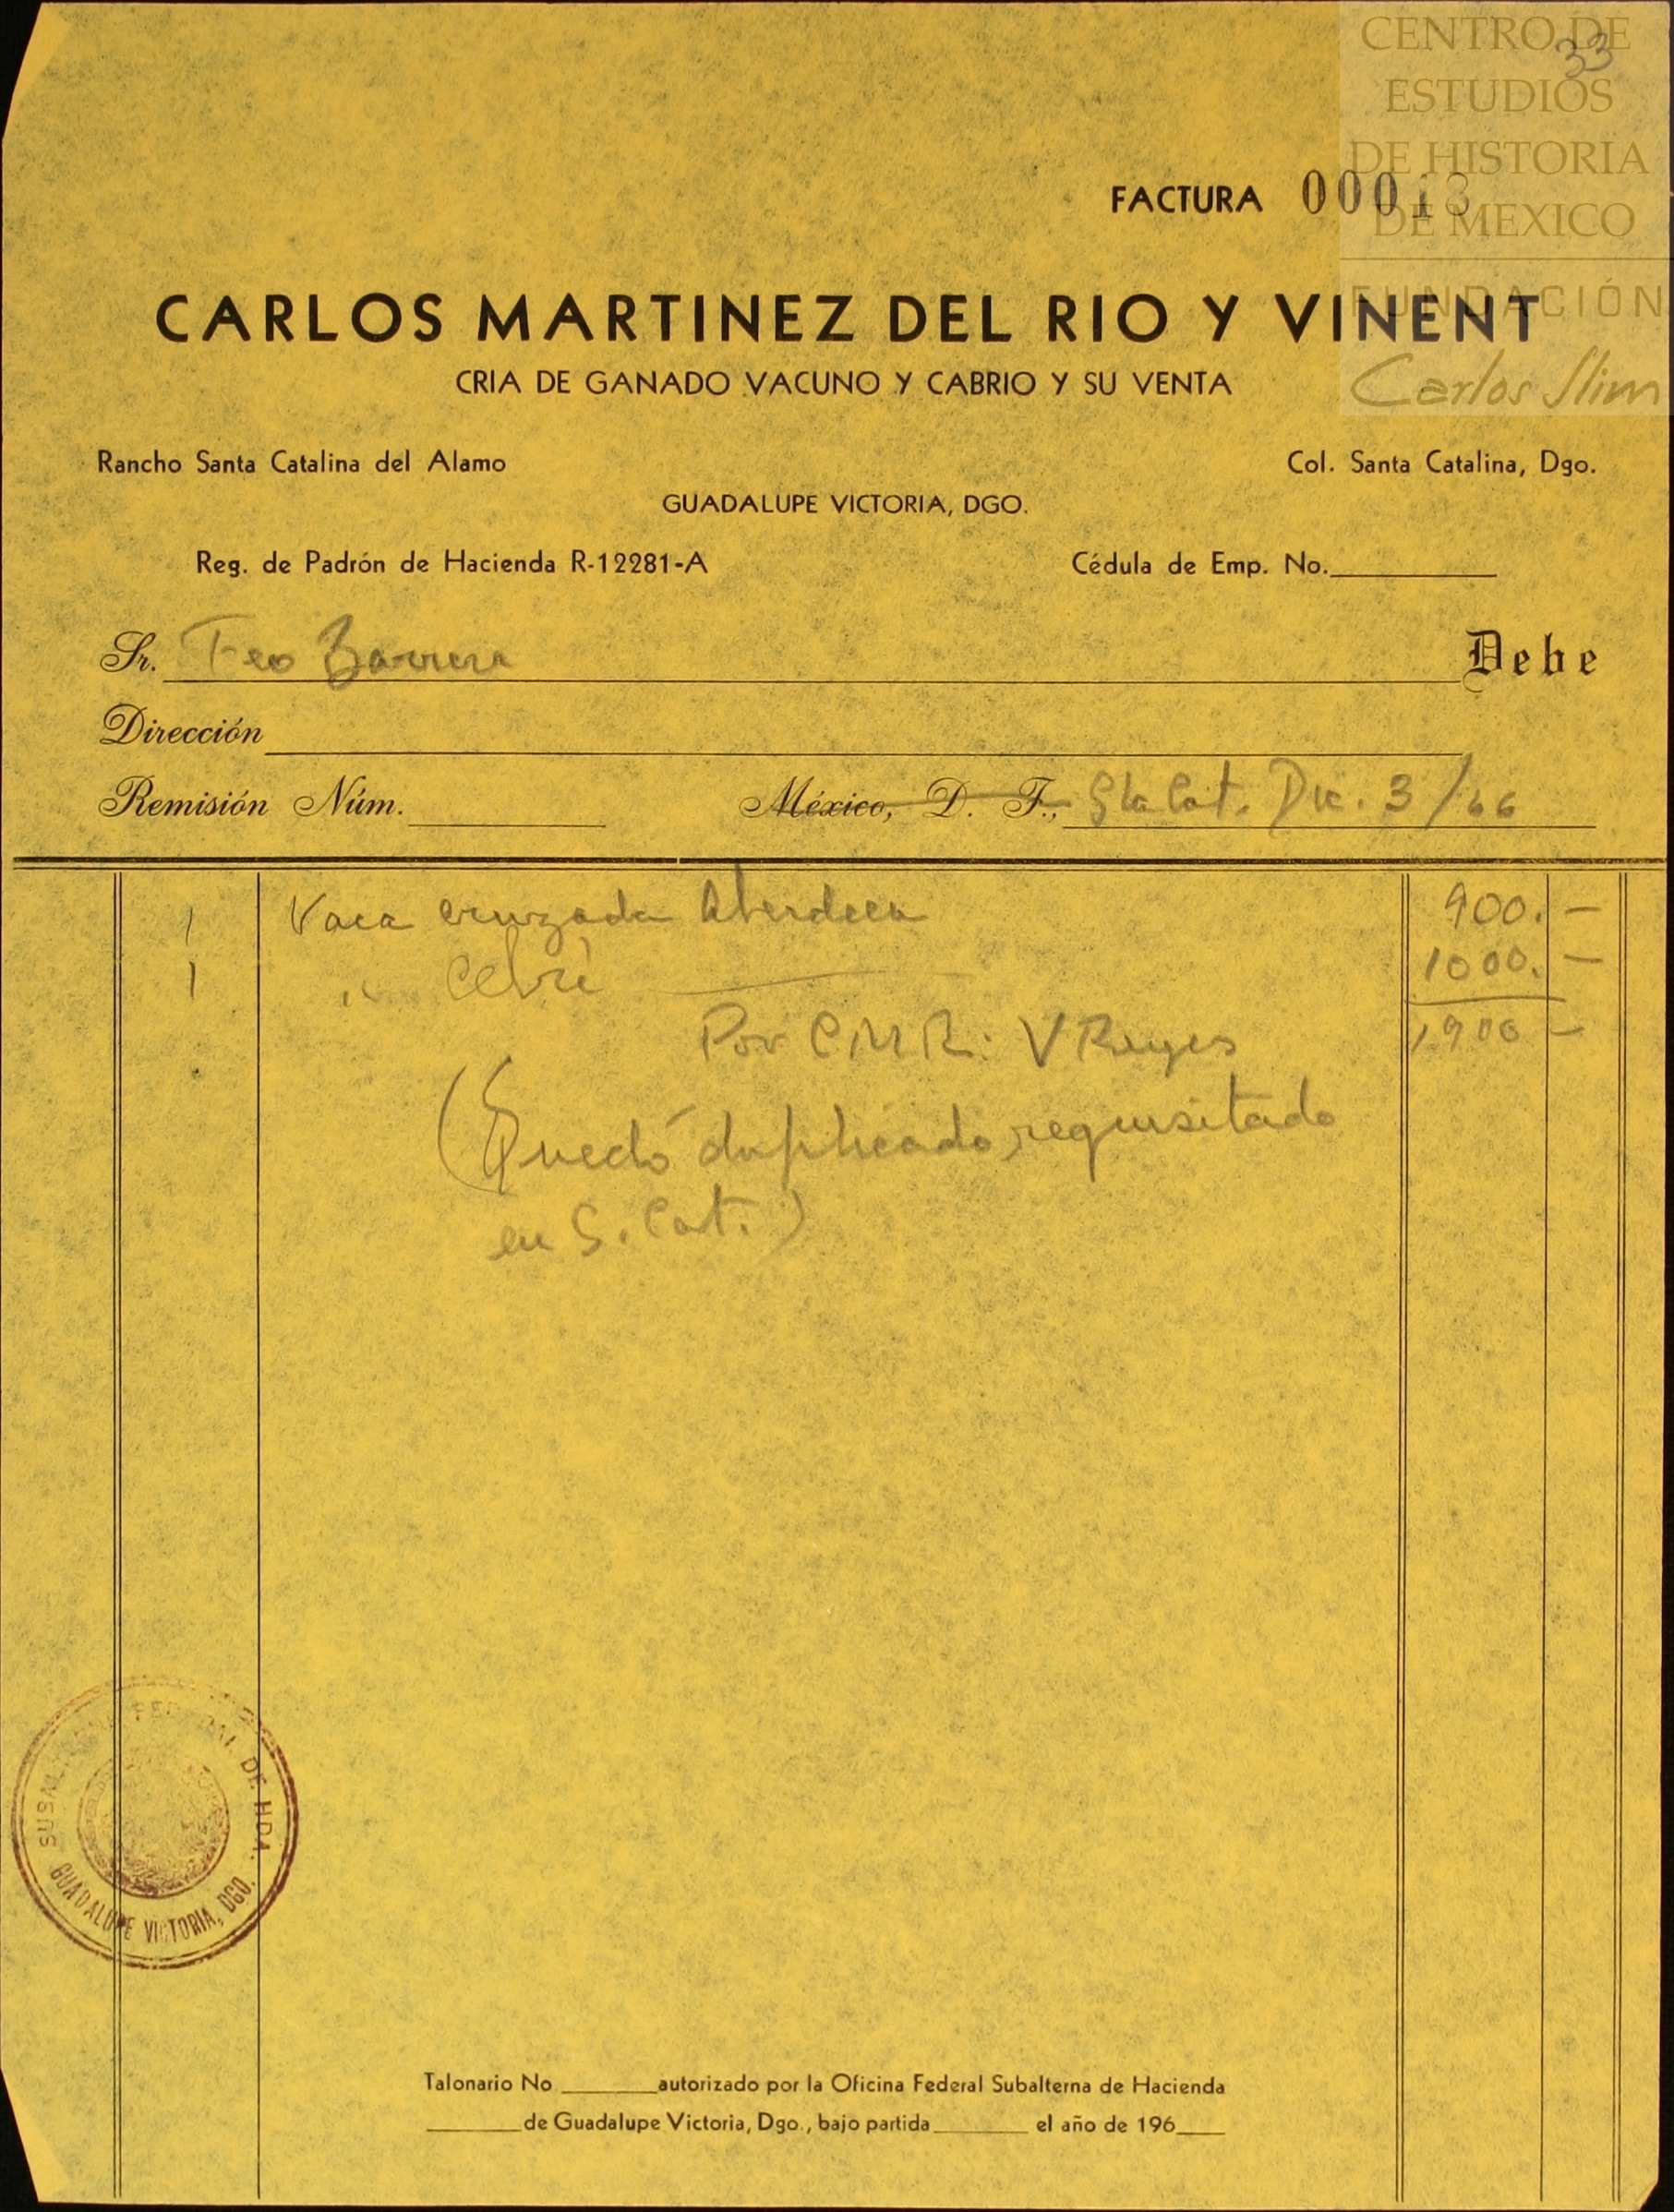 33
CENTRO DE
ESTUDIOS
DE HISTORIA
DE MEXICO
FUNDACIÓN
Carlos Slim
FACTURA 00013
CARLOS MARTINEZ DEL RIO Y VINENT
CRIA DE GANADO VACUNO Y CABRIO Y SU VENTA
Rancho Santa Catalina del Alamo Col. Santa Catalina, Dgo.
GUADALUPE VICTORIA, DGO.
Reg. de Padrón de Hacienda R-12281-A Cédula de Emp. No.
Sr. Feo Barrera Debe
Dirección
Remisión Núm. México, D. F., Sta Cat. Dic. 3/66
1 Vaca cruzada Aberdeen 900.-
1 " Cebú 1000.-
1,900 -
Por C M R: V Reyes
(Quedó duplicado requisitado
en S. Cat.)
SUBALTERNA FEDERAL DE HDA.
GUADALUPE VICTORIA, DGO.
Talonario No autorizado por la Oficina Federal Subalterna de Hacienda
de Guadalupe Victoria, Dgo., bajo partida el año de 196